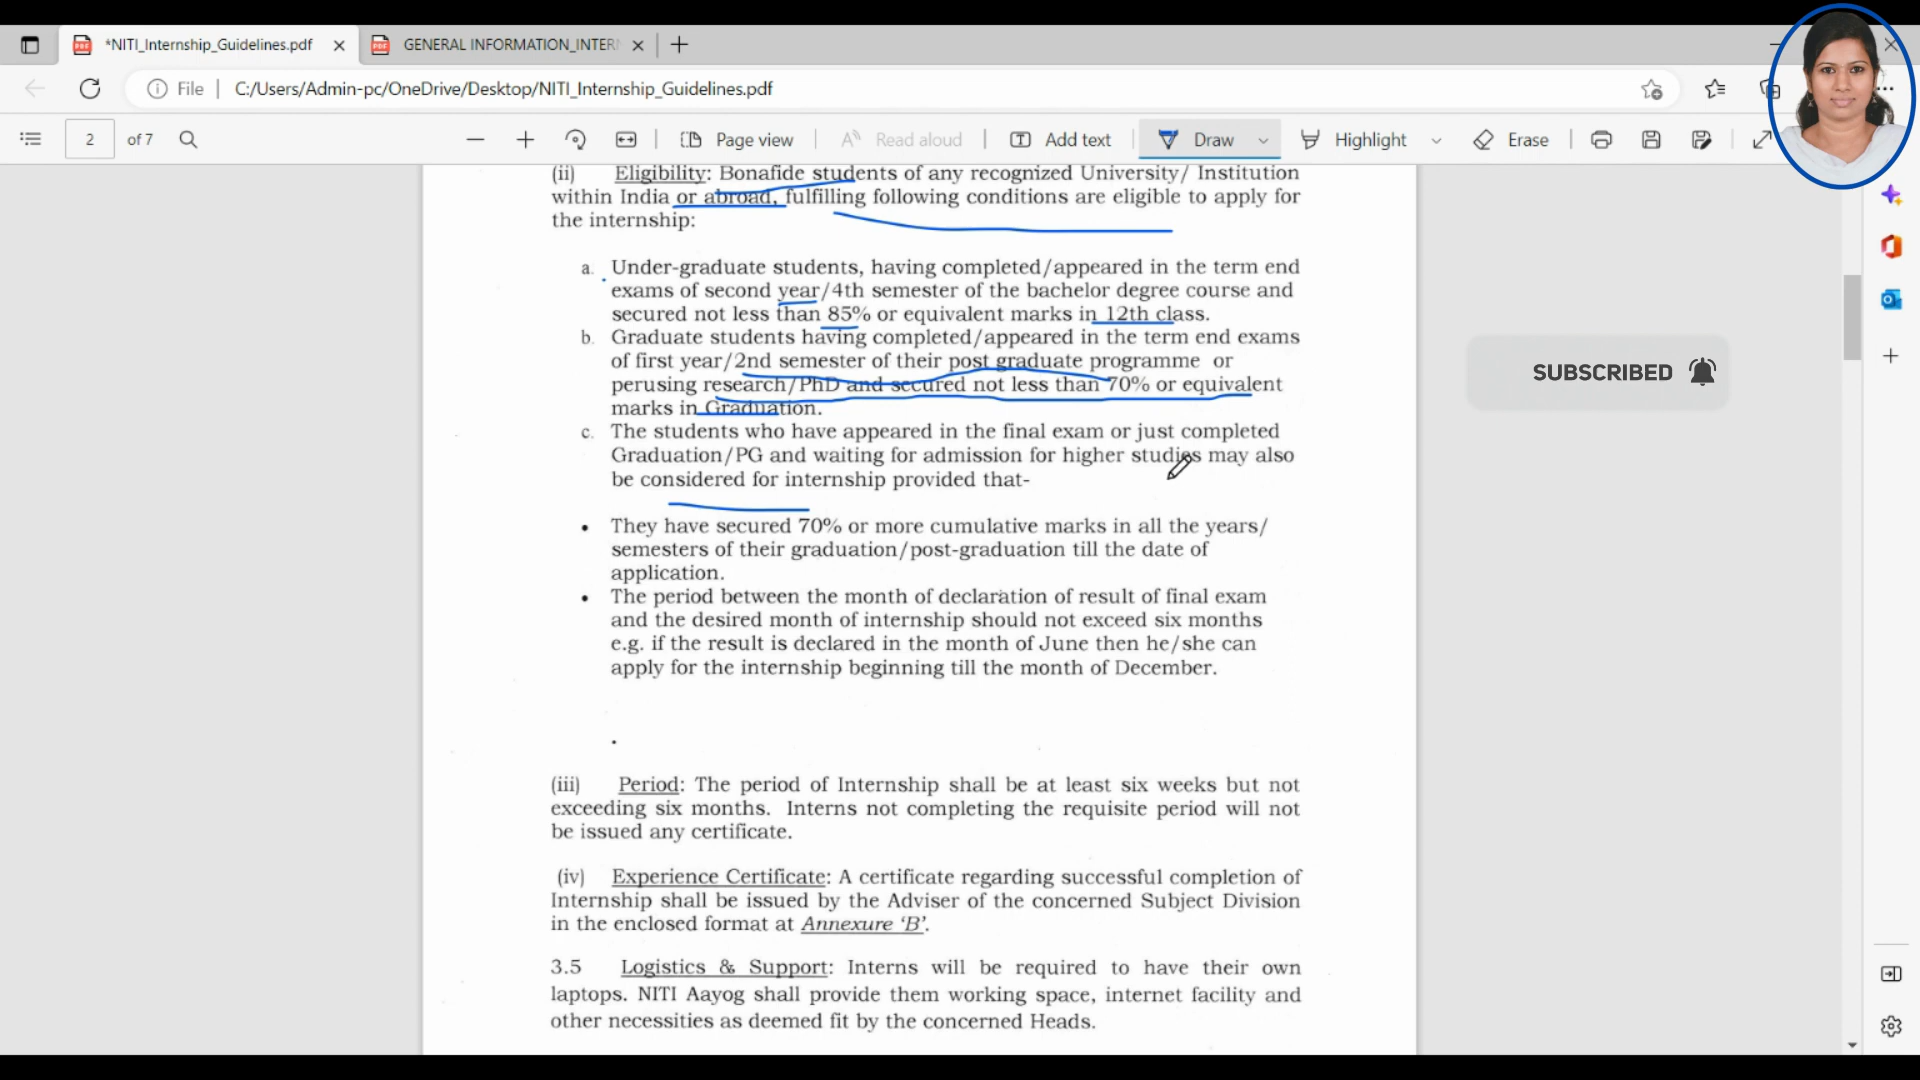 *NITI_Internship_Guidelines.pdf
GENERAL INFORMATION_INTER
File
C:/Users/Admin-pc/OneDrive/Desktop/NITI_Internship_Guidelines.pdf
2 of 7
Page view
Read aloud
Add text
Draw
Highlight
Erase
(ii) Eligibility: Bonafide students of any recognized University/ Institution
within India or abroad, fulfilling following conditions are eligible to apply for
the internship:
a. Under-graduate students, having completed/appeared in the term end
exams of second year/4th semester of the bachelor degree course and
secured not less than 85% or equivalent marks in 12th class.
b. Graduate students having completed/appeared in the term end exams
of first year/2nd semester of their post graduate programme or
perusing research/PhD and secured not less than 70% or equivalent
marks in Graduation.
c. The students who have appeared in the final exam or just completed
Graduation/PG and waiting for admission for higher studies may also
be considered for internship provided that-
• They have secured 70% or more cumulative marks in all the years/
semesters of their graduation/post-graduation till the date of
application.
• The period between the month of declaration of result of final exam
and the desired month of internship should not exceed six months
e.g. if the result is declared in the month of June then he/she can
apply for the internship beginning till the month of December.
(iii) Period: The period of Internship shall be at least six weeks but not
exceeding six months. Interns not completing the requisite period will not
be issued any certificate.
(iv) Experience Certificate: A certificate regarding successful completion of
Internship shall be issued by the Adviser of the concerned Subject Division
in the enclosed format at Annexure 'B'.
3.5 Logistics & Support: Interns will be required to have their own
laptops. NITI Aayog shall provide them working space, internet facility and
other necessities as deemed fit by the concerned Heads.
SUBSCRIBED